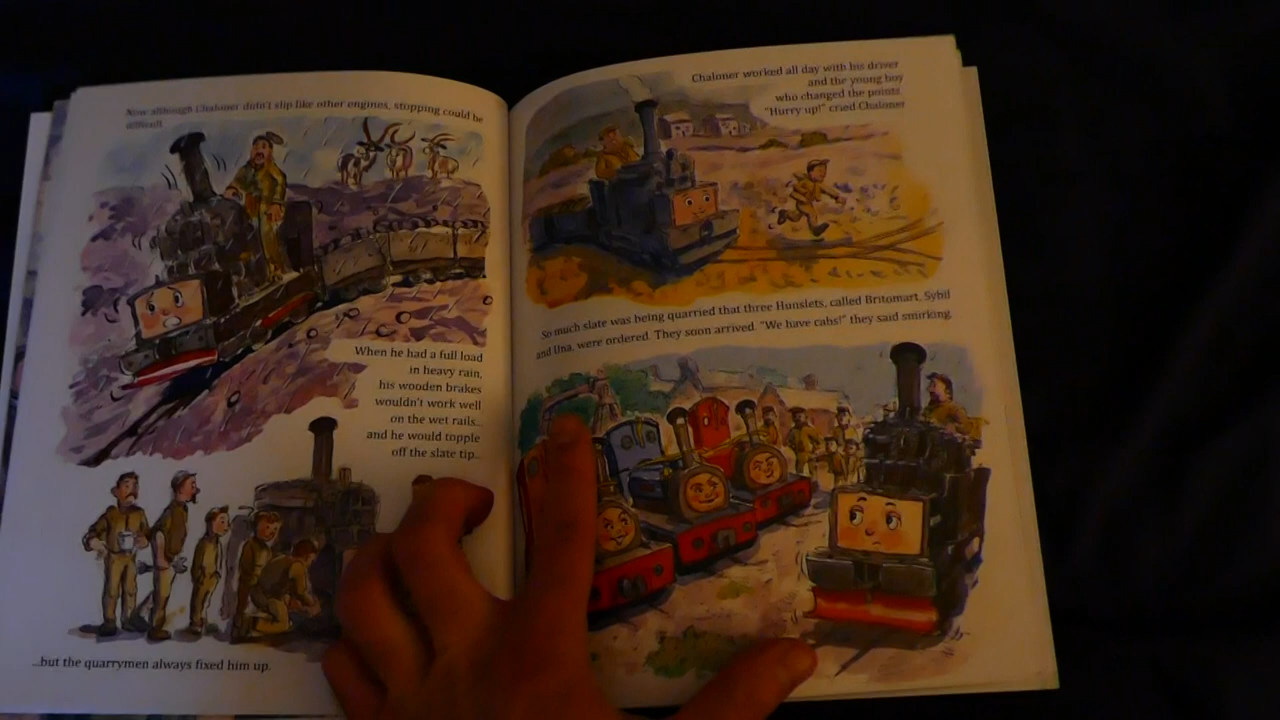 Now although Chaloner didn't slip like other engines, stopping could be
difficult.
When he had a full load
in heavy rain,
his wooden brakes
wouldn't work well
on the wet rails...
and he would topple
off the slate tip...
...but the quarrymen always fixed him up.
Chaloner worked all day with his driver
and the young boy
who changed the points.
"Hurry up!" cried Chaloner
So much slate was being quarried that three Hunslets, called Britomart, Sybil
and Una, were ordered. They soon arrived. "We have cabs!" they said smirking.